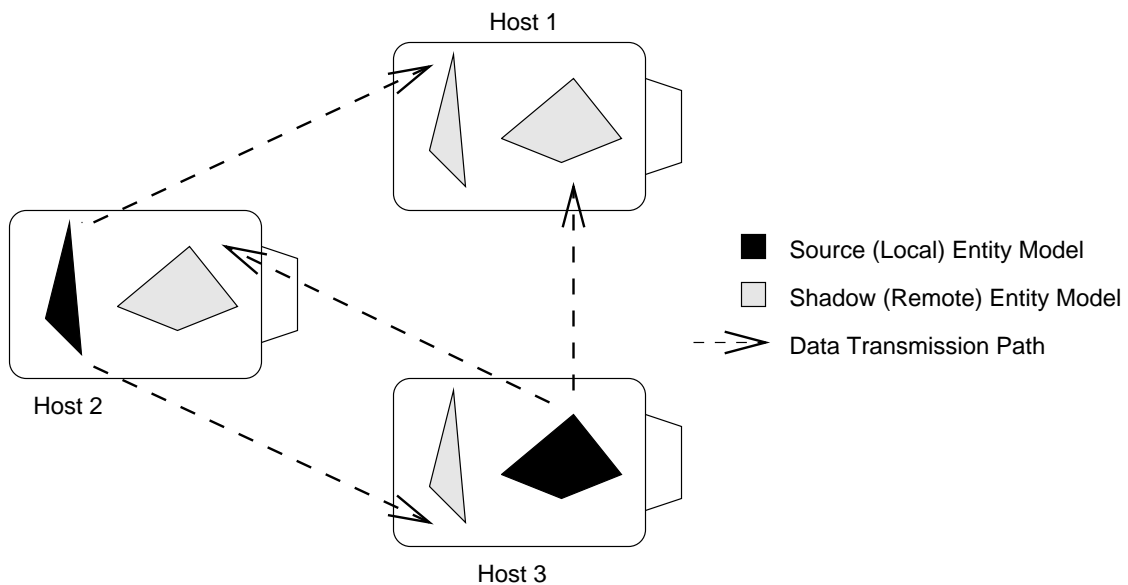 Host 1
Source (Local) Entity Model
Shadow (Remote) Entity Model
Data Transmission Path
Host 2
Host 3